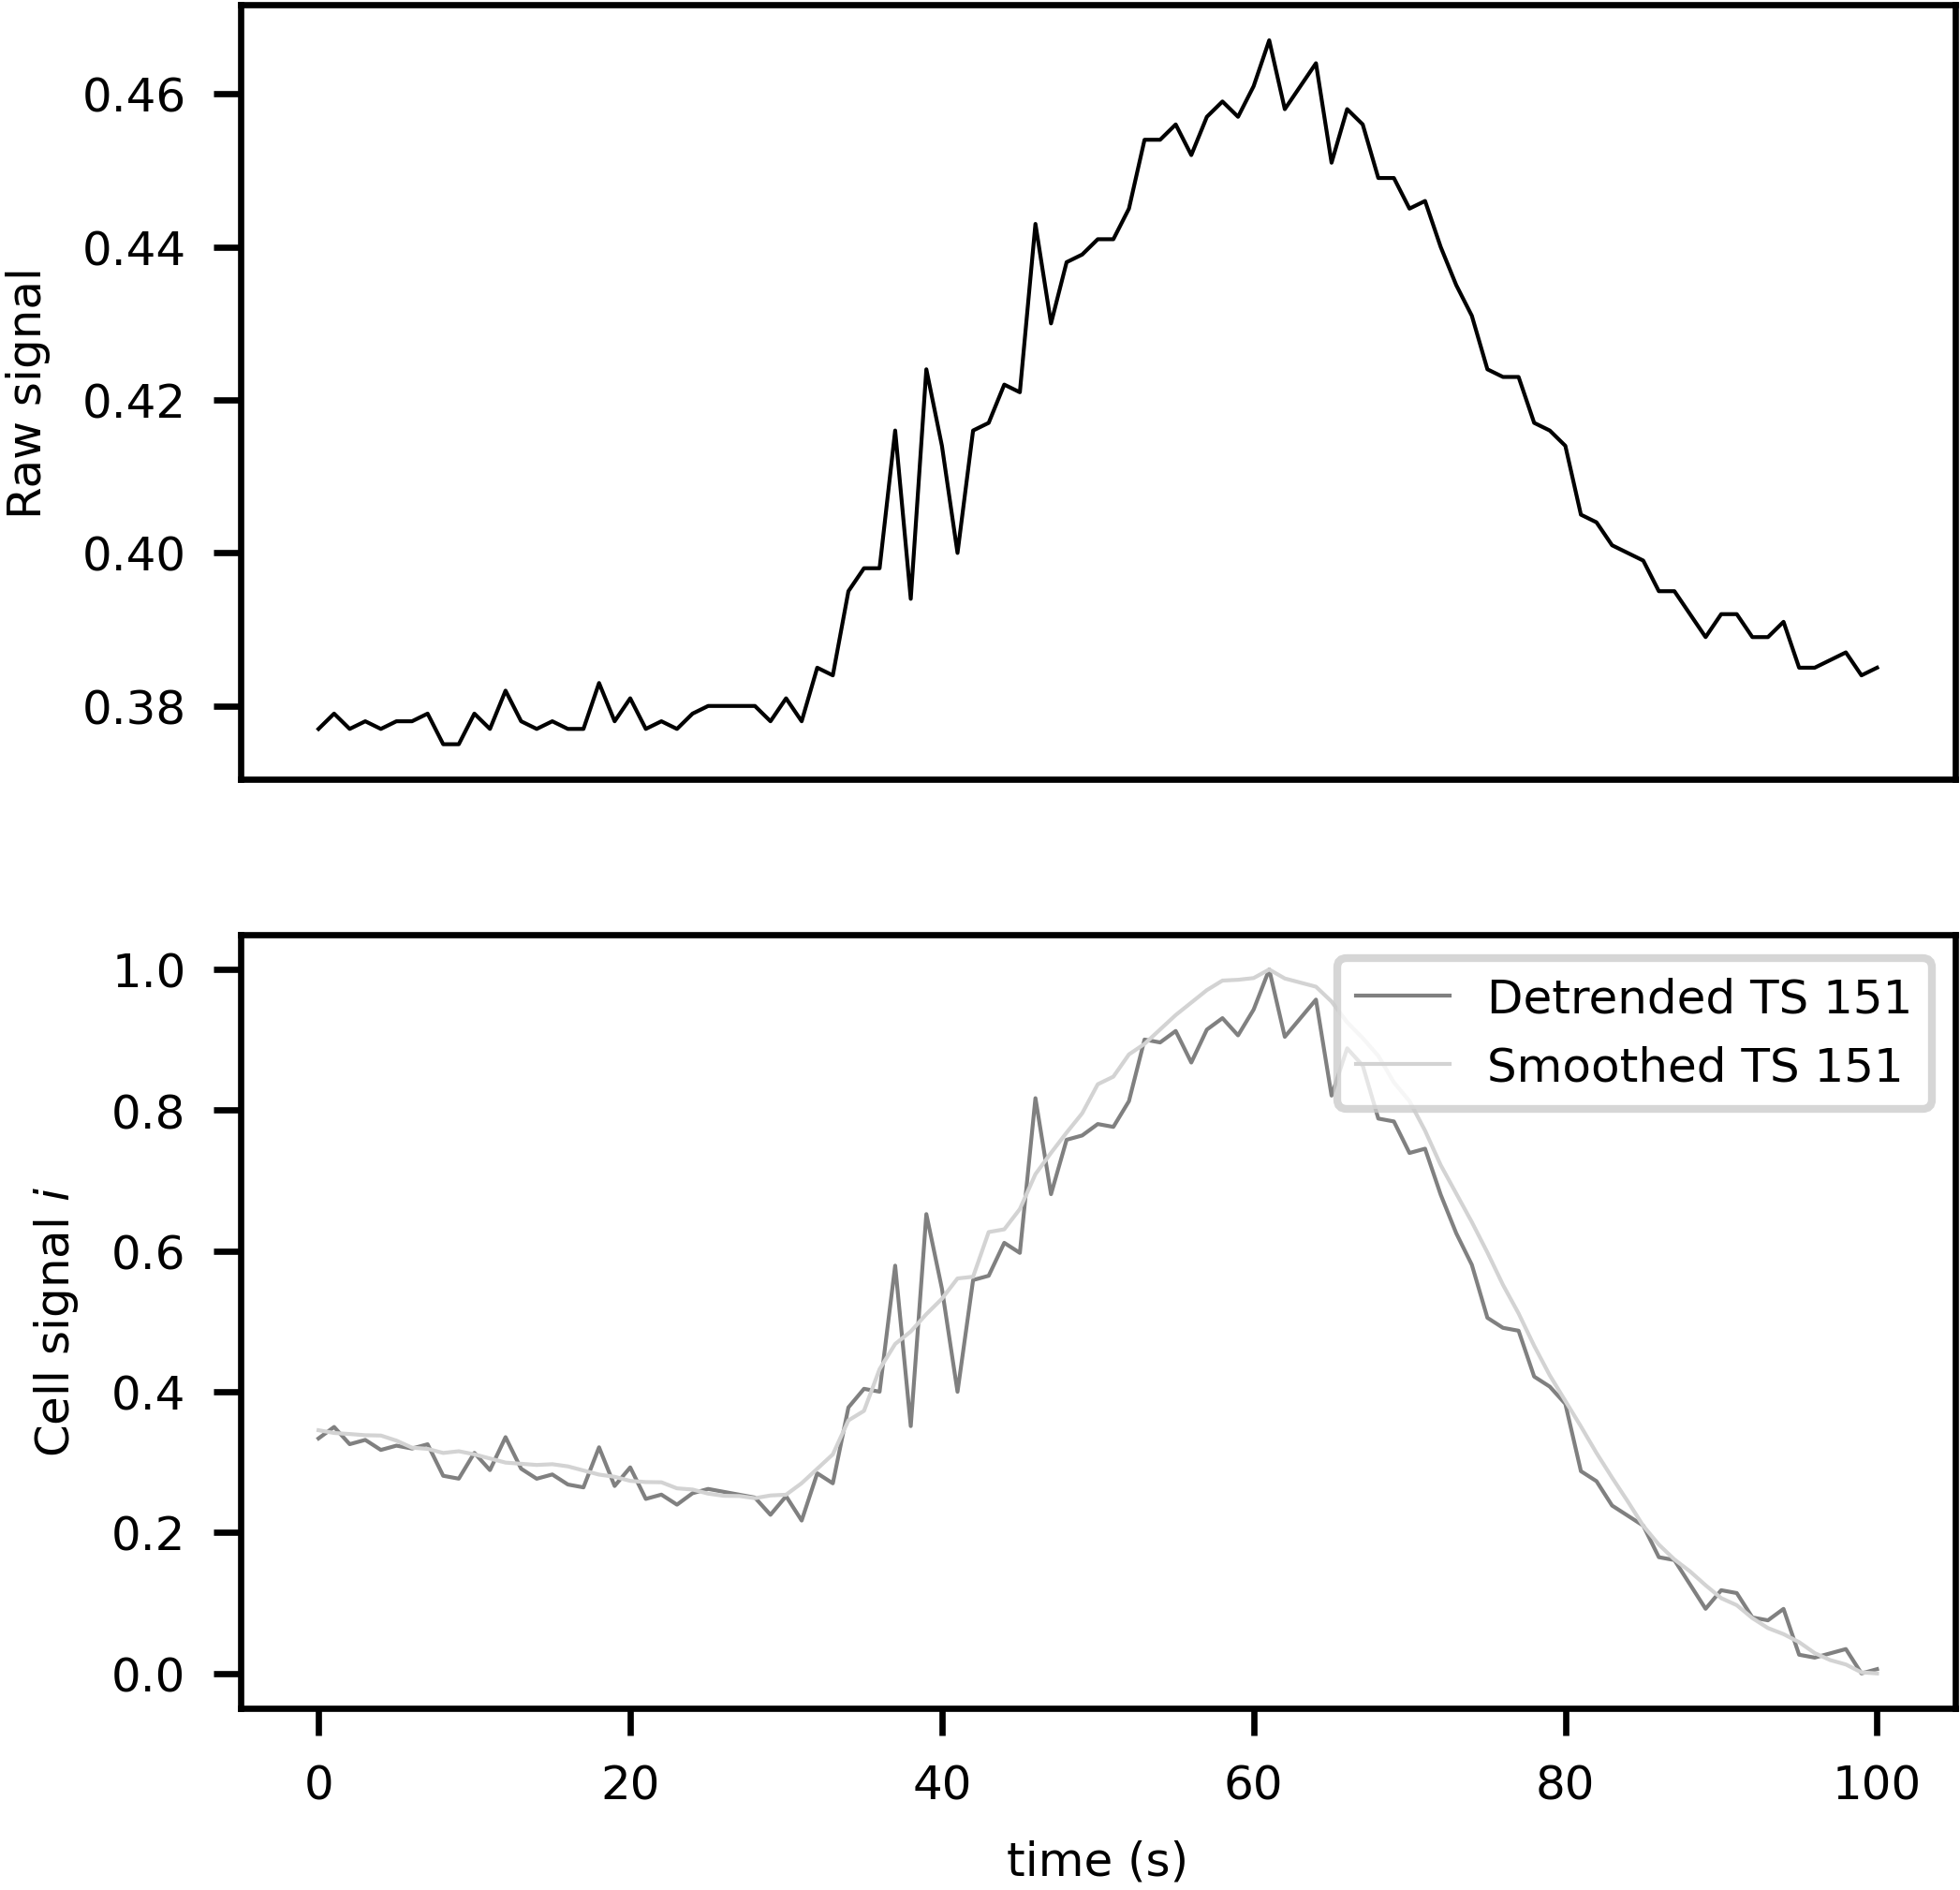 Raw signal
0.46
0.44
0.42
0.40
0.38
Cell signal i
1.0
0.8
0.6
0.4
0.2
0.0
Detrended TS 151
Smoothed TS 151
0 20 40 60 80 100
time (s)